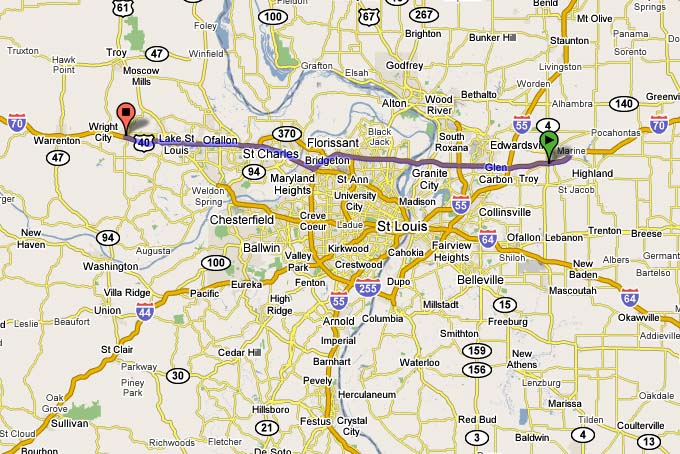 61
Truxton
Hawk
Point
Troy
47
Winfield
Moscow
Mills
Foley
Grafton
Elsah
67
Brighton
267
Bunker Hill
Godfrey
Alton
Wood
River
Benld
Mt Olive
Staunton
Livingston
Worden
55
Alhambra
140
Greenvi
4
Pocahontas
70
70
Wright
City
Warrenton
47
40
Lake St
Louis
Ofallon
370
Florissant
Black
Jack
South
Roxana
Edwardsv
Marine
Highland
St Charles
Bridgeton
94
Maryland
Heights
St Ann
University
City
Granite
City
Madison
Glen
Carbon
Troy
St Jacob
Weldon
Spring
55
Collinsville
Chesterfield
Creve
Coeur
Ladue
St Louis
64
Ofallon
Lebanon
Trenton
Breese
New
Haven
94
Augusta
Ballwin
Kirkwood
Crestwood
Cahokia
Fairview
Heights
Shiloh
Washington
100
Valley
Park
Belleville
New
Baden
Albers
Bartelso
Villa Ridge
Union
Pacific
Eureka
Fenton
55
255
Dupo
Mascoutah
64
Leslie
Beaufort
44
High
Ridge
Arnold
Columbia
Millstadt
15
Freeburg
Okawville
Addieville
St Clair
Cedar Hill
Imperial
Barnhart
Smithton
159
156
Waterloo
New
Athens
Parkway
Piney
Park
30
Pevely
Herculaneum
Lenzburg
Marissa
Oak
Grove
Sullivan
Hillsboro
Crystal
City
Festus
Red Bud
Tilden
Coulterville
St Cloud
Bourbon
Richwoods
Fletcher
21
De Soto
3
Baldwin
4
13
Sparta